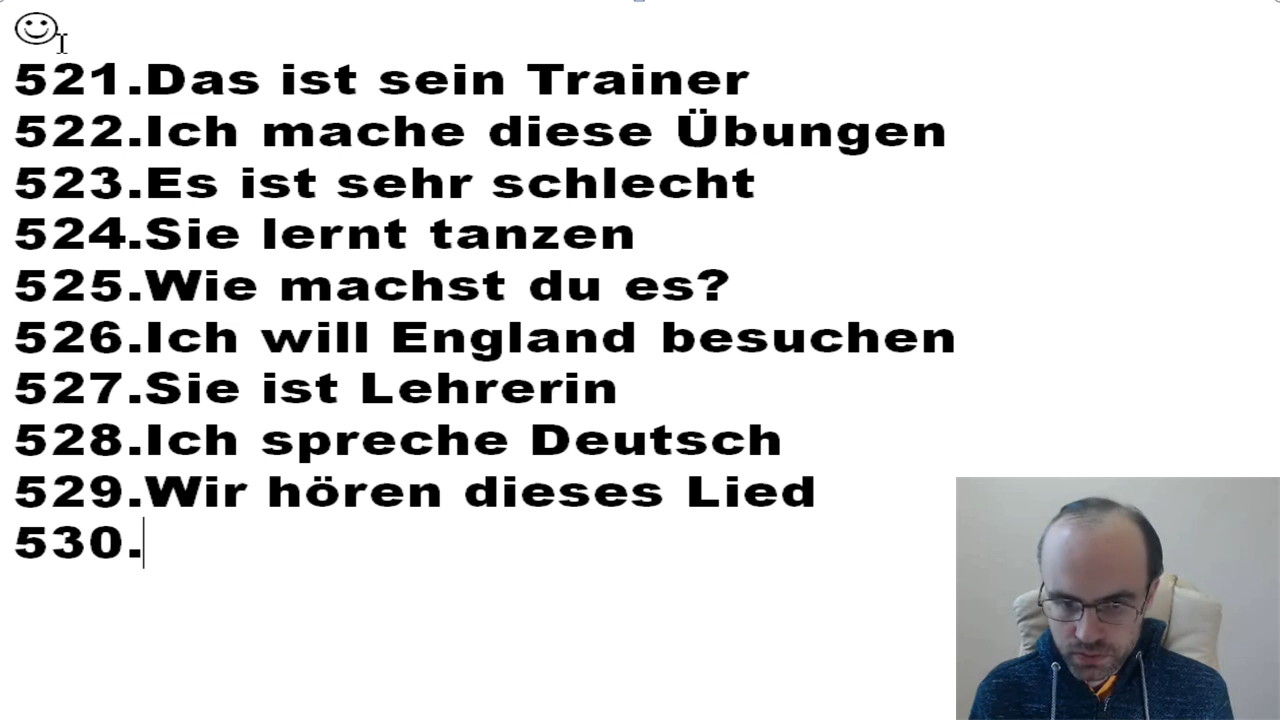 521.Das ist sein Trainer
522.Ich mache diese Übungen
523.Es ist sehr schlecht
524.Sie lernt tanzen
525.Wie machst du es?
526.Ich will England besuchen
527.Sie ist Lehrerin
528.Ich spreche Deutsch
529.Wir hören dieses Lied
530.